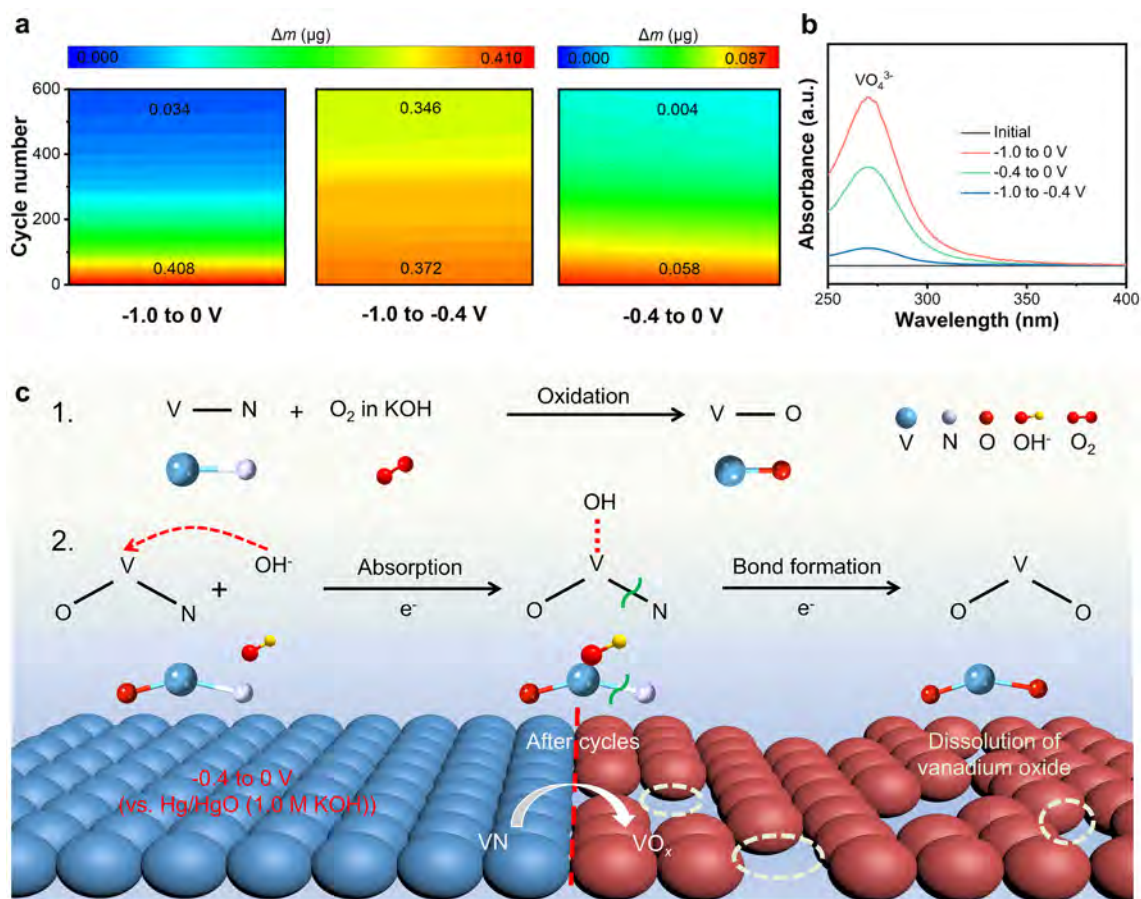 a
Δm (µg)
0.000 0.410
Δm (µg)
0.000 0.087
Cycle number
600
400
200
0
0.034
0.408
-1.0 to 0 V
0.346
0.372
-1.0 to -0.4 V
0.004
0.058
-0.4 to 0 V
b
Absorbance (a.u.)
VO₄³⁻
Initial
-1.0 to 0 V
-0.4 to 0 V
-1.0 to -0.4 V
250 300 350 400
Wavelength (nm)
c
1.
V — N + O₂ in KOH
Oxidation
V — O
V N O OH⁻ O₂
2.
V
O
N
+
OH⁻
Absorption
e⁻
OH
V
O
N
Bond formation
e⁻
V
O
O
-0.4 to 0 V
(vs. Hg/HgO (1.0 M KOH))
After cycles
VN
VOₓ
Dissolution of
vanadium oxide